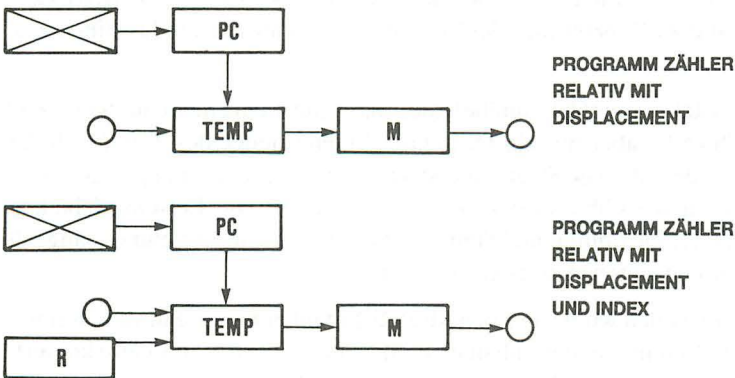 PC
TEMP
M
PROGRAMM ZÄHLER
RELATIV MIT
DISPLACEMENT
PC
TEMP
M
R
PROGRAMM ZÄHLER
RELATIV MIT
DISPLACEMENT
UND INDEX